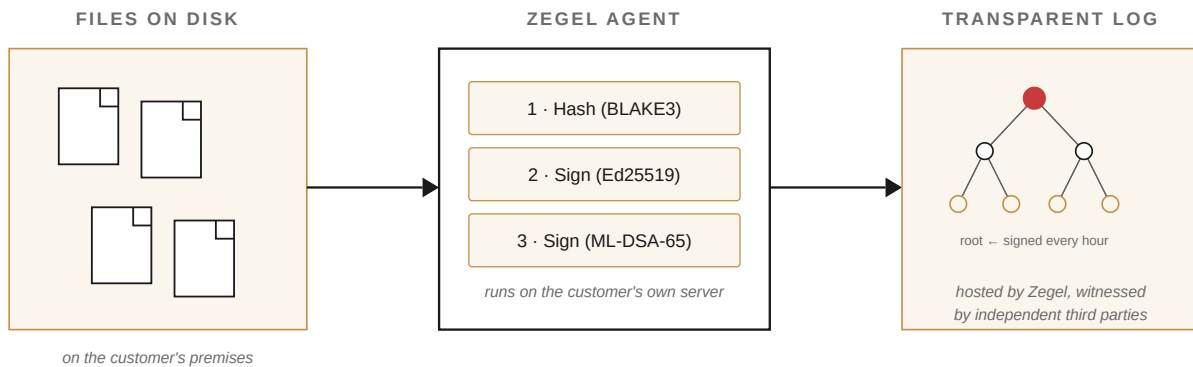 FILES ON DISK
ZEGEL AGENT
TRANSPARENT LOG
1 · Hash (BLAKE3)
2 · Sign (Ed25519)
3 · Sign (ML-DSA-65)
runs on the customer's own server
root ← signed every hour
hosted by Zegel, witnessed
by independent third parties
on the customer's premises